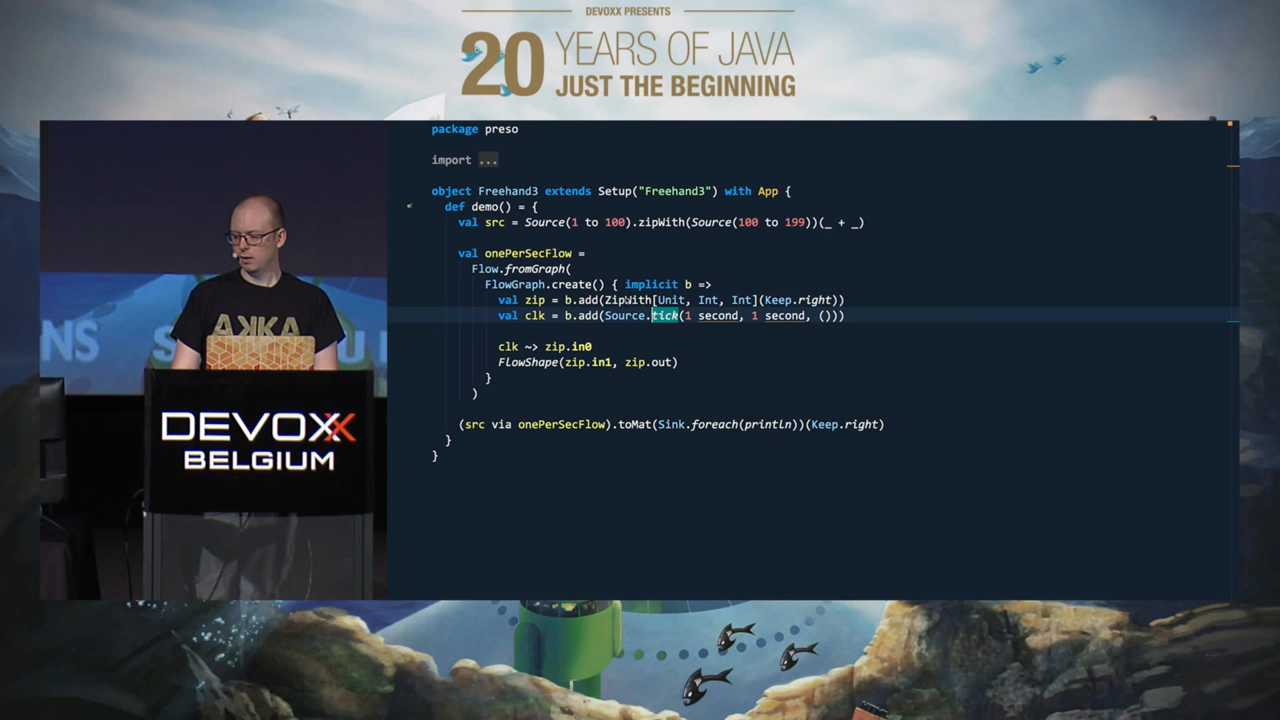 DEVOXX PRESENTS
20 YEARS OF JAVA
JUST THE BEGINNING
package preso
import ...
object Freehand3 extends Setup("Freehand3") with App {
def demo() = {
val src = Source(1 to 100).zipWith(Source(100 to 199))(_ + _)
val onePerSecFlow =
Flow.fromGraph(
FlowGraph.create() { implicit b =>
val zip = b.add(ZipWith[Unit, Int, Int](Keep.right))
val clk = b.add(Source.tick(1 second, 1 second, ()))
clk ~> zip.in0
FlowShape(zip.in1, zip.out)
}
)
(src via onePerSecFlow).toMat(Sink.foreach(println))(Keep.right)
}
}
AKKA
DEVOXX
BELGIUM